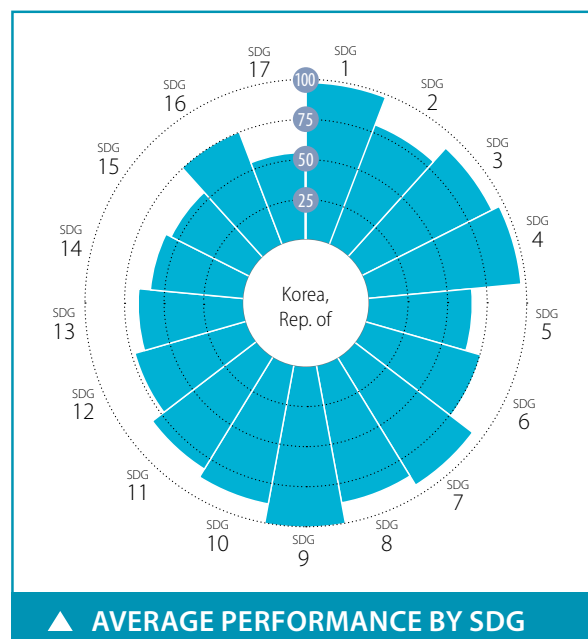 SDG
1
SDG
2
SDG
3
SDG
4
SDG
5
SDG
6
SDG
7
SDG
8
SDG
9
SDG
10
SDG
11
SDG
12
SDG
13
SDG
14
SDG
15
SDG
16
SDG
17
100
75
50
25
Korea,
Rep. of
▲ AVERAGE PERFORMANCE BY SDG